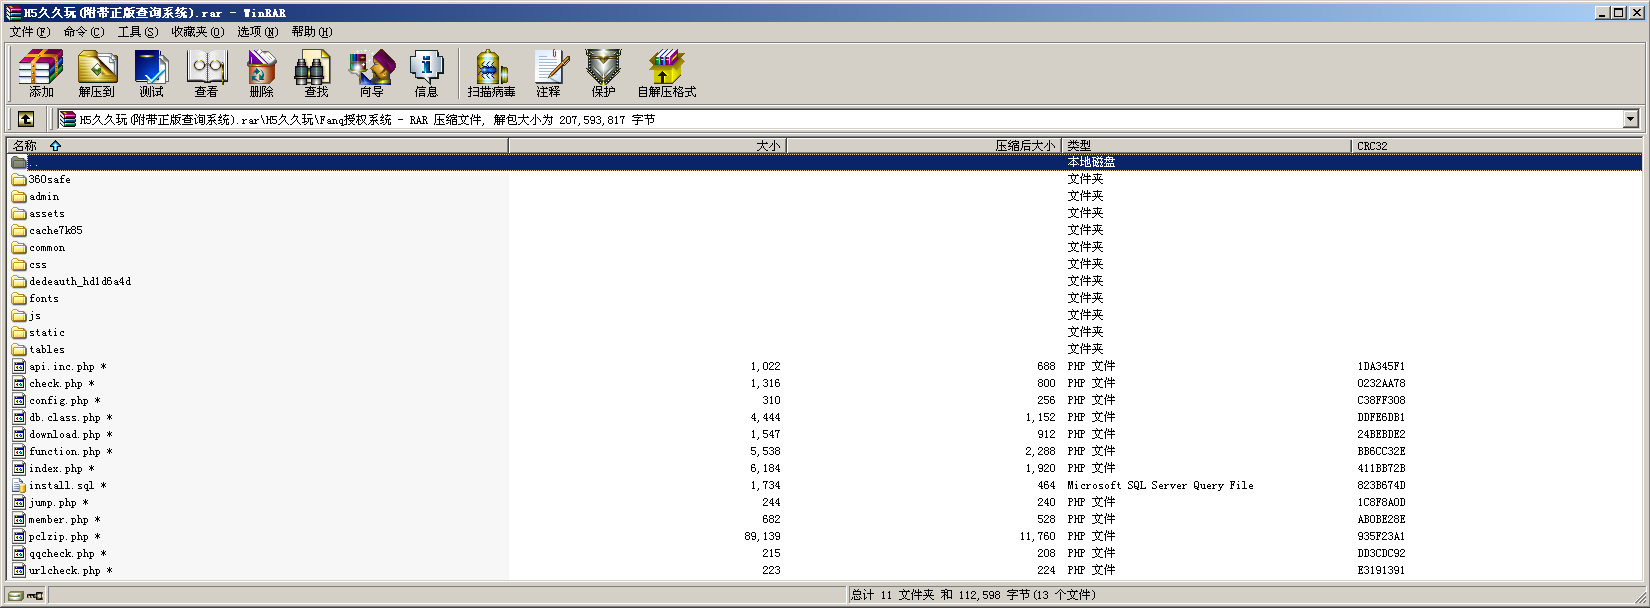 H5久久玩(附带正版查询系统).rar - WinRAR
文件(F) 命令(C) 工具(S) 收藏夹(O) 选项(N) 帮助(H)
添加 解压到 测试 查看 删除 查找 向导 信息 扫描病毒 注释 保护 自解压格式
H5久久玩(附带正版查询系统).rar\H5久久玩\Fanq授权系统 - RAR 压缩文件, 解包大小为 207,593,817 字节
名称 大小 压缩后大小 类型 CRC32
.. 本地磁盘
360safe 文件夹
admin 文件夹
assets 文件夹
cache7k85 文件夹
common 文件夹
css 文件夹
dedeauth_hd1d6a4d 文件夹
fonts 文件夹
js 文件夹
static 文件夹
tables 文件夹
api.inc.php * 1,022 688 PHP 文件 1DA345F1
check.php * 1,316 800 PHP 文件 0232AA78
config.php * 310 256 PHP 文件 C38FF308
db.class.php * 4,444 1,152 PHP 文件 DDFE6DB1
download.php * 1,547 912 PHP 文件 24BEBDE2
function.php * 5,538 2,288 PHP 文件 BB6CC32E
index.php * 6,184 1,920 PHP 文件 411BB72B
install.sql * 1,734 464 Microsoft SQL Server Query File 823B674D
jump.php * 244 240 PHP 文件 1C8F8A0D
member.php * 682 528 PHP 文件 AB0BE28E
pclzip.php * 89,139 11,760 PHP 文件 935F23A1
qqcheck.php * 215 208 PHP 文件 DD3CDC92
urlcheck.php * 223 224 PHP 文件 E3191391
总计 11 文件夹 和 112,598 字节(13 个文件)